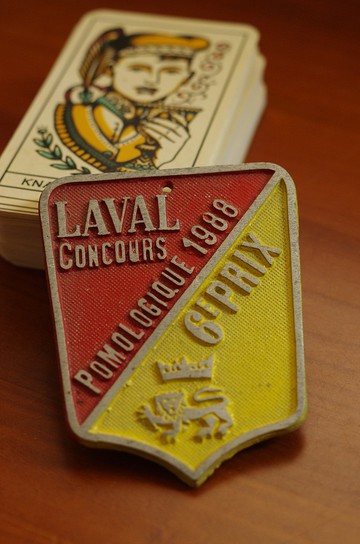 KN
LAVAL
CONCOURS
POMOLOGIQUE 1988
6e PRIX